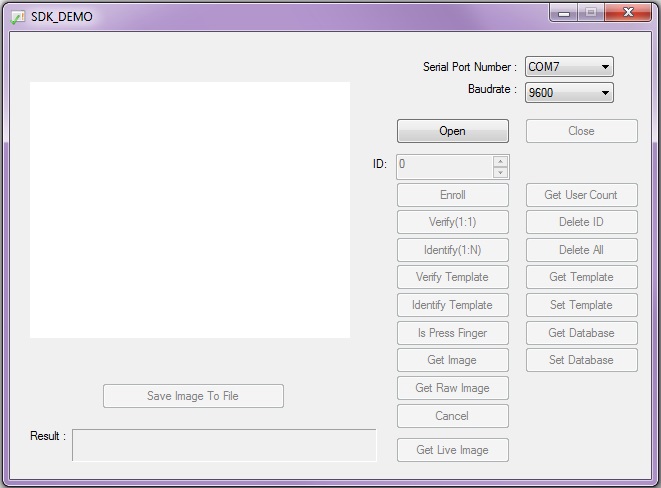 SDK_DEMO
Serial Port Number : COM7
Baudrate : 9600
Open Close
ID: 0
Enroll Get User Count
Verify(1:1) Delete ID
Identify(1:N) Delete All
Verify Template Get Template
Identify Template Set Template
Is Press Finger Get Database
Get Image Set Database
Save Image To File Get Raw Image
Cancel
Result :
Get Live Image